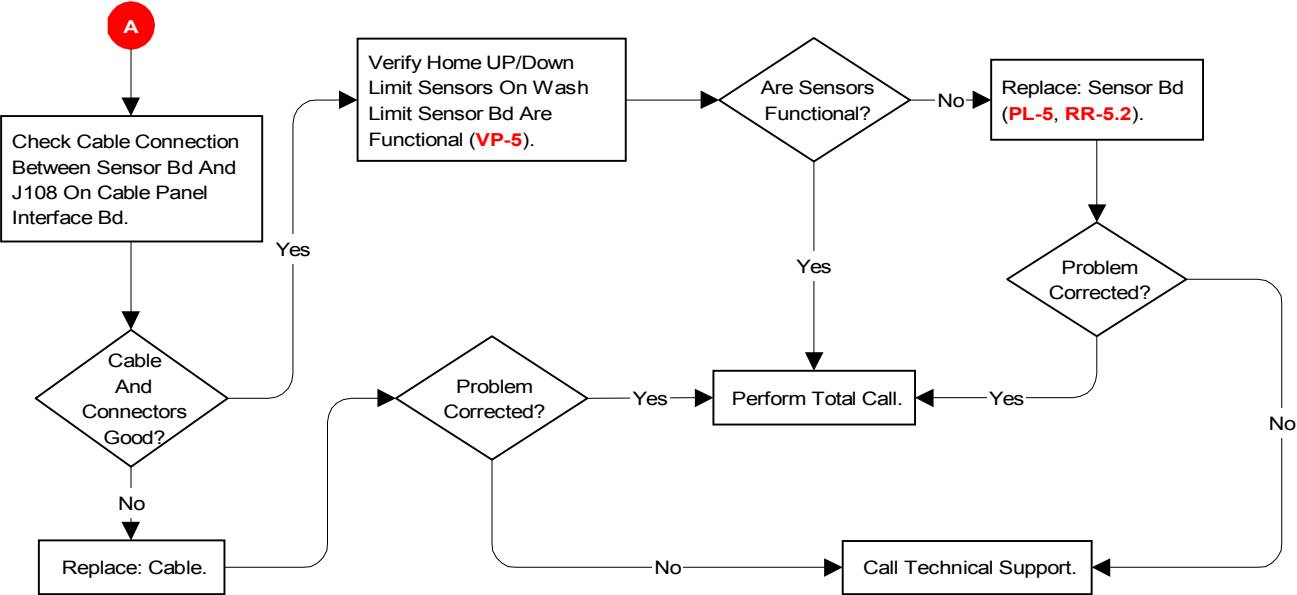 A
Check Cable Connection
Between Sensor Bd And
J108 On Cable Panel
Interface Bd.
Cable
And
Connectors
Good?
Yes
No
Replace: Cable.
Verify Home UP/Down
Limit Sensors On Wash
Limit Sensor Bd Are
Functional (VP-5).
Are Sensors
Functional?
No
Yes
Replace: Sensor Bd
(PL-5, RR-5.2).
Problem
Corrected?
Yes
No
Problem
Corrected?
Yes
No
Perform Total Call.
Call Technical Support.